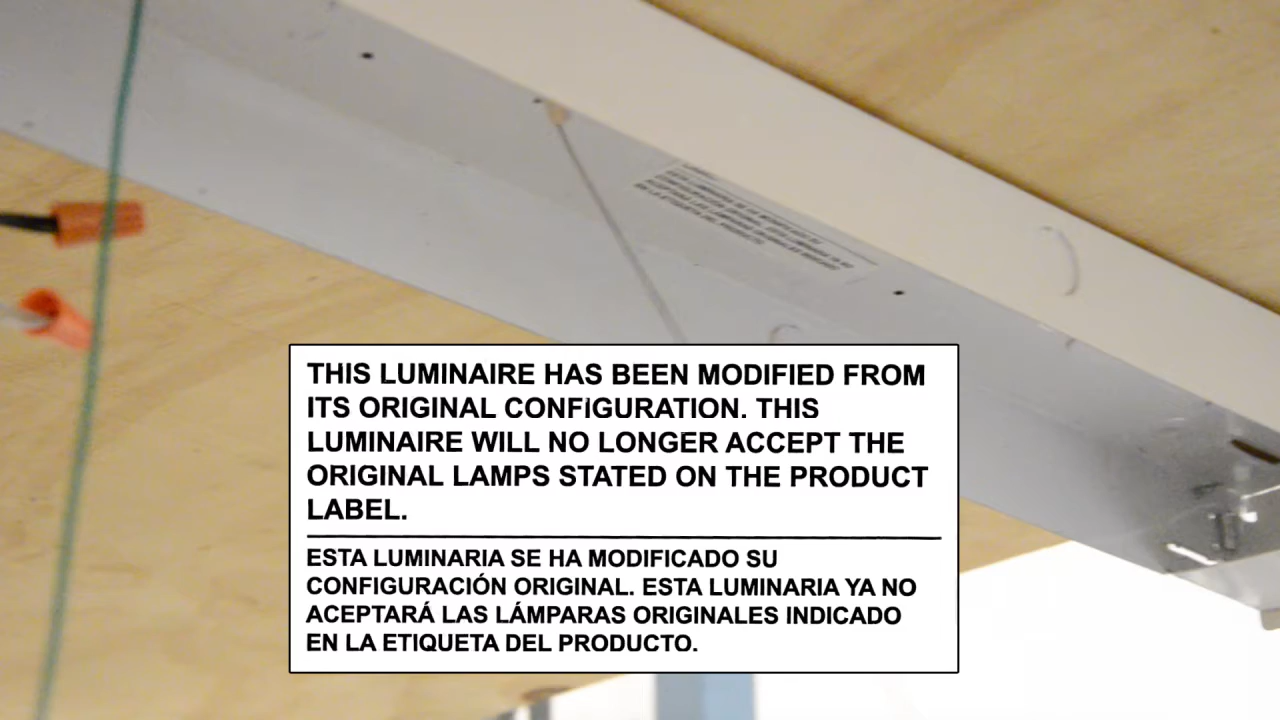 THIS LUMINAIRE HAS BEEN MODIFIED FROM
ITS ORIGINAL CONFIGURATION. THIS
LUMINAIRE WILL NO LONGER ACCEPT THE
ORIGINAL LAMPS STATED ON THE PRODUCT
LABEL.
ESTA LUMINARIA SE HA MODIFICADO SU
CONFIGURACIÓN ORIGINAL. ESTA LUMINARIA YA NO
ACEPTARÁ LAS LÁMPARAS ORIGINALES INDICADO
EN LA ETIQUETA DEL PRODUCTO.